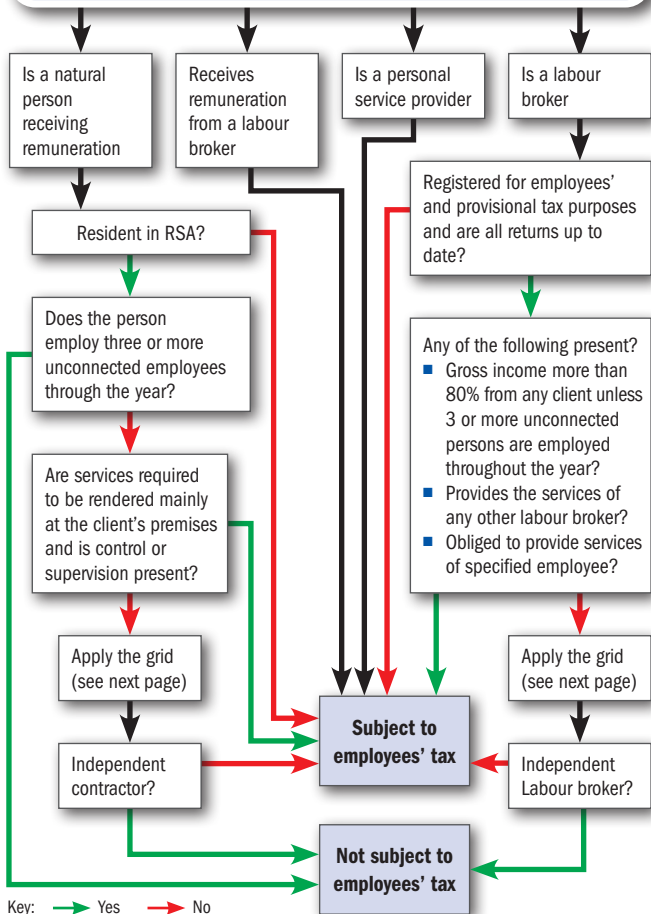 Is a natural
person
receiving
remuneration
Receives
remuneration
from a labour
broker
Is a personal
service provider
Is a labour
broker
Resident in RSA?
Registered for employees'
and provisional tax purposes
and are all returns up to
date?
Does the person
employ three or more
unconnected employees
through the year?
Any of the following present?
■ Gross income more than
80% from any client unless
3 or more unconnected
persons are employed
throughout the year?
■ Provides the services of
any other labour broker?
■ Obliged to provide services
of specified employee?
Are services required
to be rendered mainly
at the client's premises
and is control or
supervision present?
Apply the grid
(see next page)
Apply the grid
(see next page)
Subject to
employees' tax
Independent
contractor?
Independent
Labour broker?
Not subject to
employees' tax
Key: Yes No